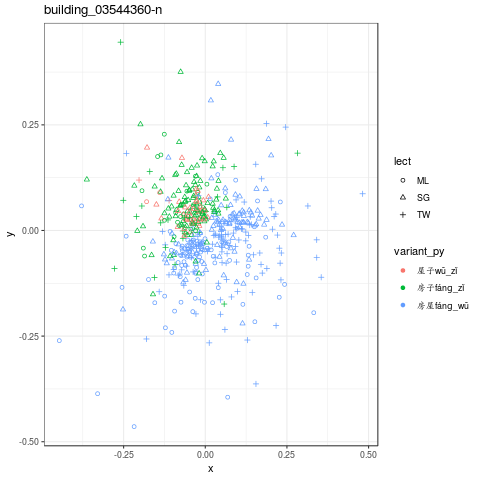 building_03544360-n
0.25
0.00
-0.25
-0.50
y
-0.25
0.00
0.25
0.50
x
lect
ML
SG
TW
variant_py
屋子wū_zǐ
房子fáng_zǐ
房屋fáng_wū